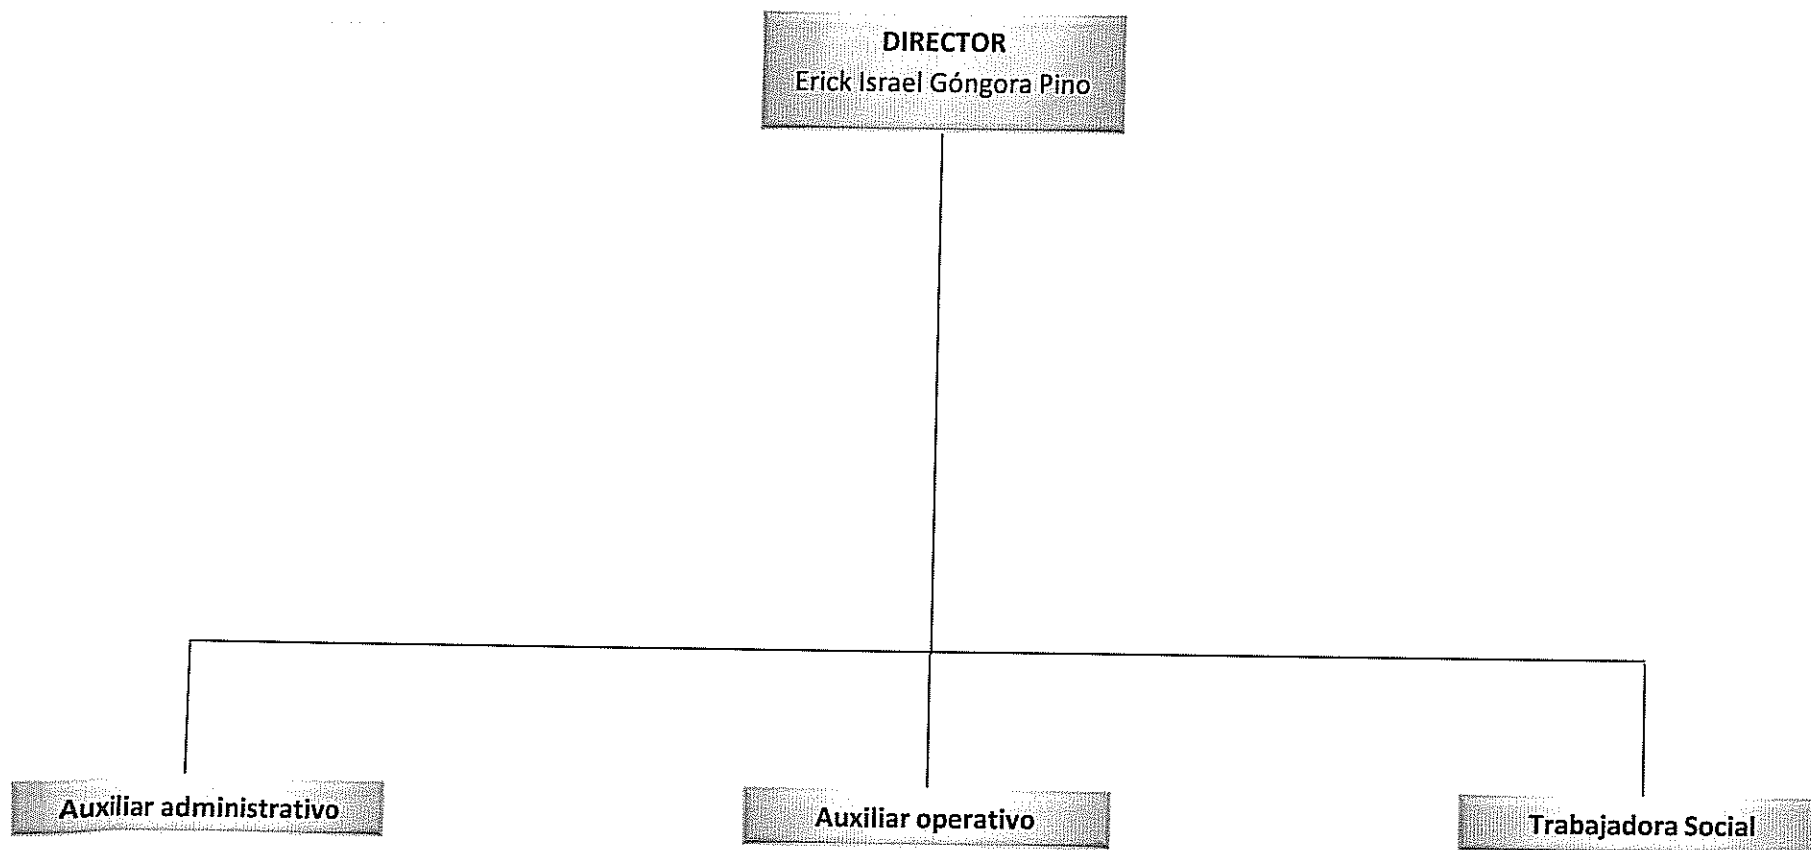 DIRECTOR
Erick Israel Góngora Pino
Auxiliar administrativo
Auxiliar operativo
Trabajadora Social